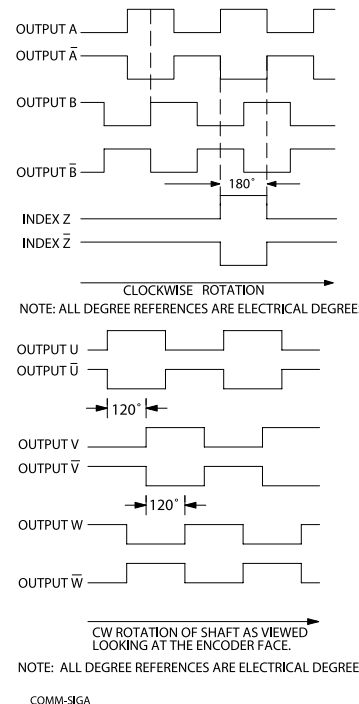 OUTPUT A
OUTPUT A̅
OUTPUT B
OUTPUT B̅
180°
INDEX Z
INDEX Z̅
CLOCKWISE ROTATION
NOTE: ALL DEGREE REFERENCES ARE ELECTRICAL DEGREE
OUTPUT U
OUTPUT U̅
120°
OUTPUT V
OUTPUT V̅
120°
OUTPUT W
OUTPUT W̅
CW ROTATION OF SHAFT AS VIEWED
LOOKING AT THE ENCODER FACE.
NOTE: ALL DEGREE REFERENCES ARE ELECTRICAL DEGREE
COMM-SIGA